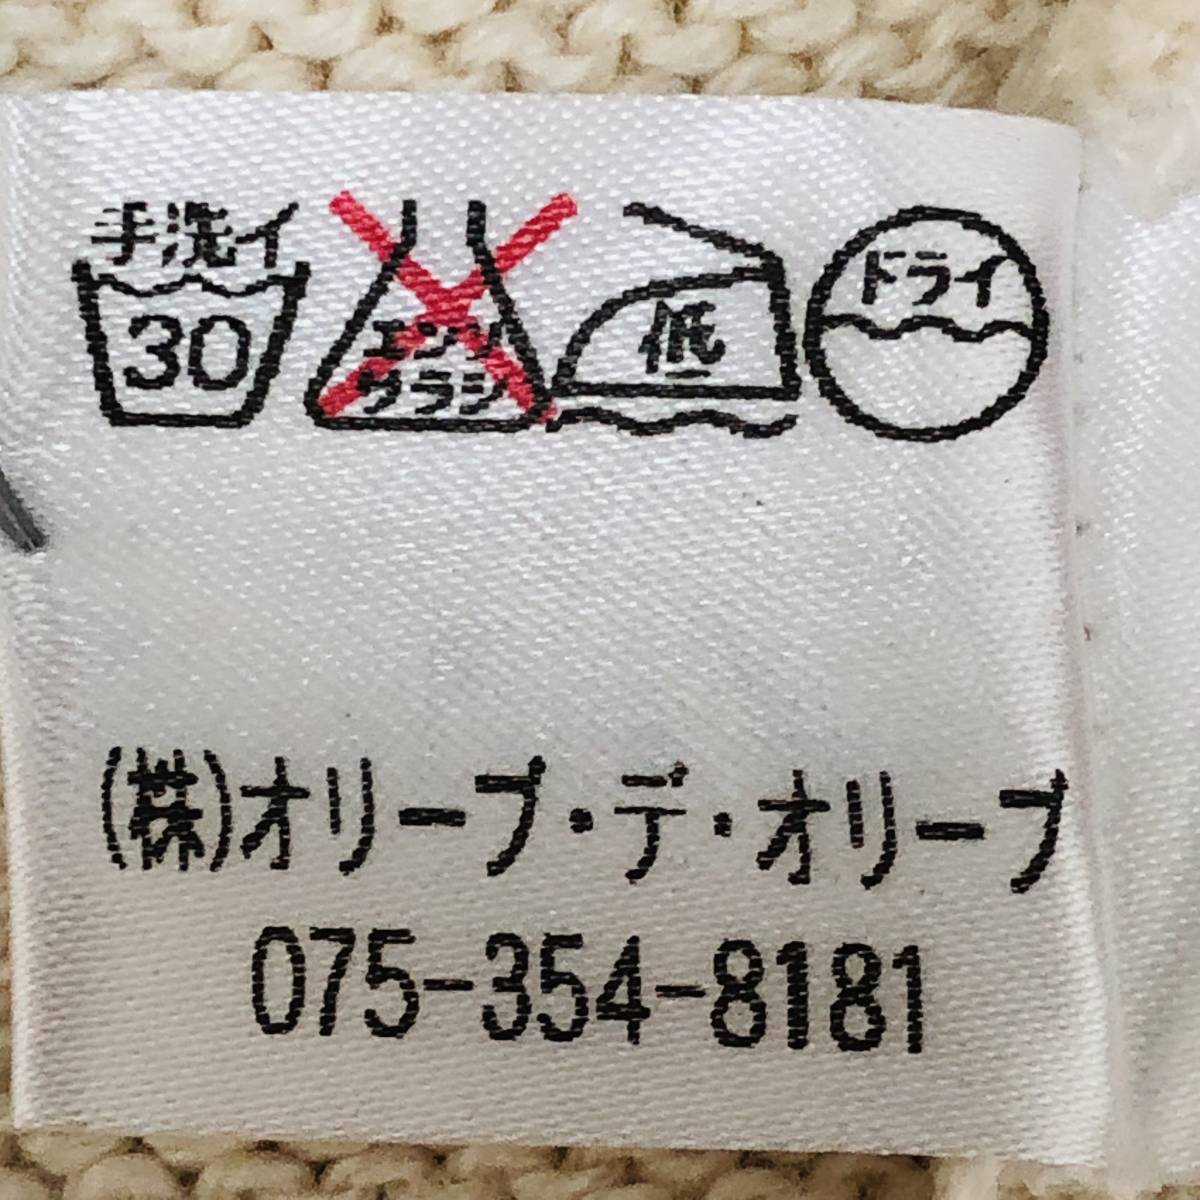 手洗イ 30 エンソ サラシ 低 ドライ
(株)オリーブ・デ・オリーブ
075-354-8181